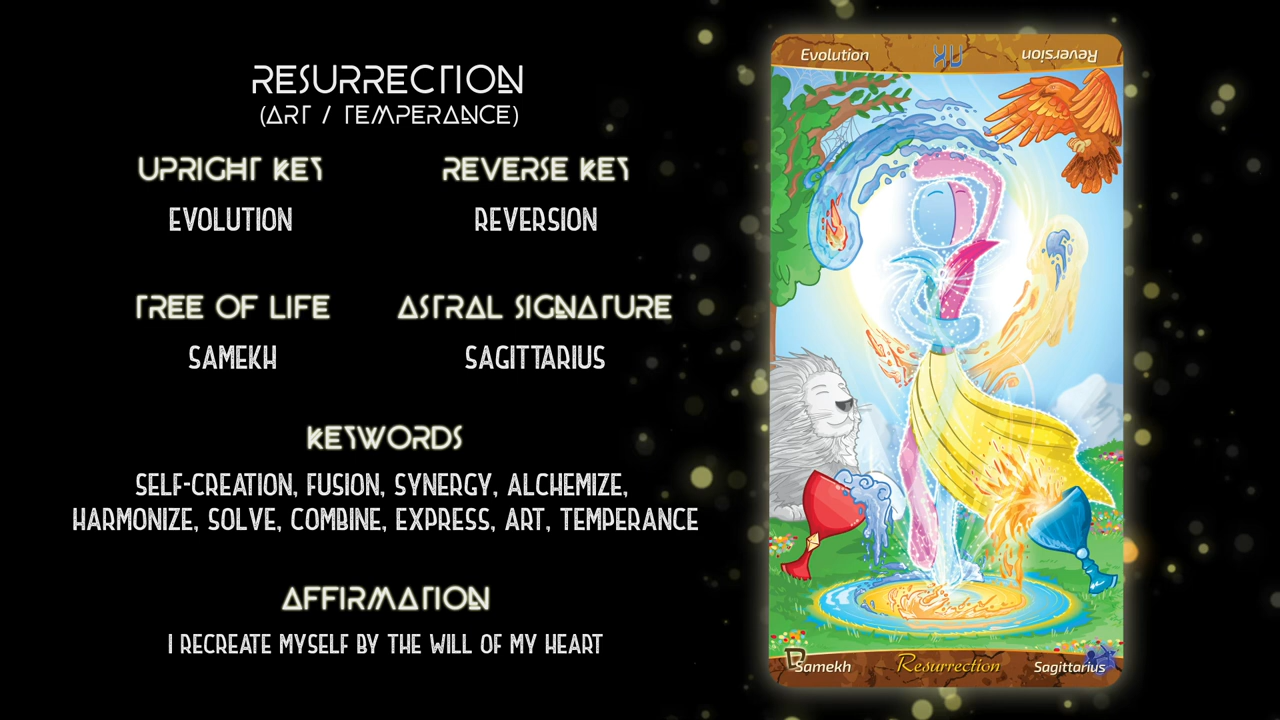 RESURRECTION
(ART / TEMPERANCE)
UPRIGHT KEY
REVERSE KEY
EVOLUTION
REVERSION
TREE OF LIFE
ASTRAL SIGNATURE
SAMEKH
SAGITTARIUS
KEYWORDS
SELF-CREATION, FUSION, SYNERGY, ALCHEMIZE,
HARMONIZE, SOLVE, COMBINE, EXPRESS, ART, TEMPERANCE
AFFIRMATION
I RECREATE MYSELF BY THE WILL OF MY HEART
Evolution
Reversion
Samekh
Resurrection
Sagittarius